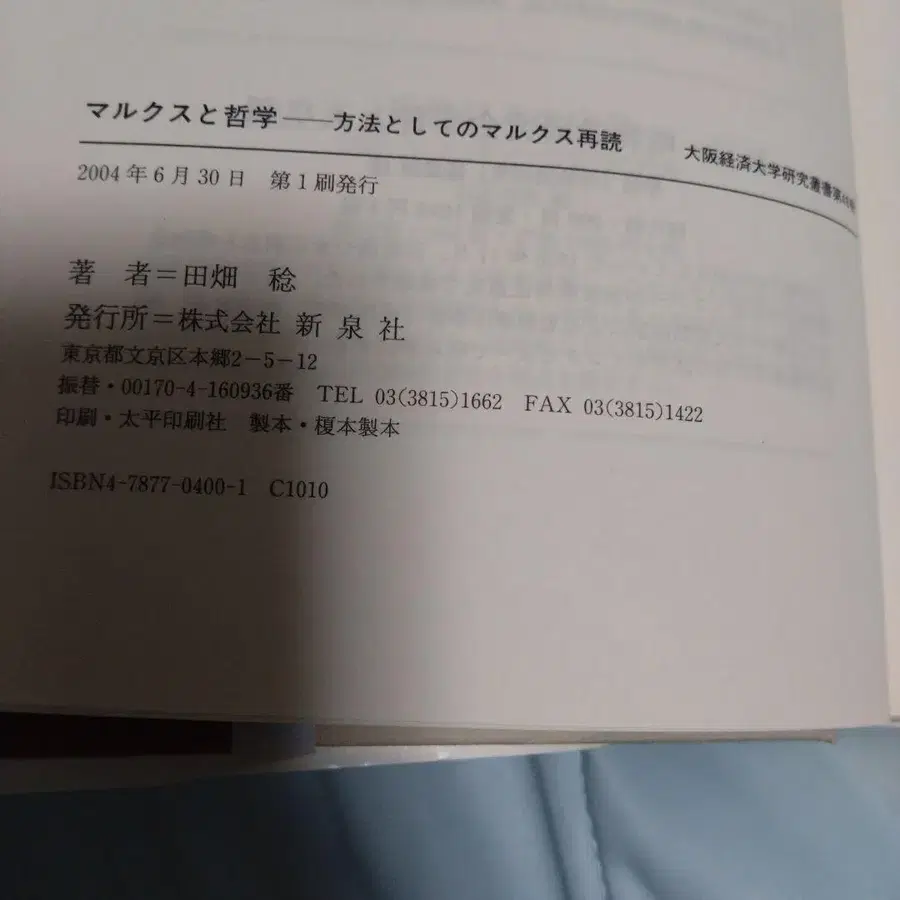 マルクスと哲学——方法としてのマルクス再読　大阪経済大学研究叢書第
2004年6月30日　第1刷発行
著　者＝田畑　稔
発行所＝株式会社 新 泉 社
東京都文京区本郷2−5−12
振替・00170-4-160936番　TEL 03(3815)1662　FAX 03(3815)1422
印刷・太平印刷社　製本・榎本製本
ISBN4-7877-0400-1　C1010